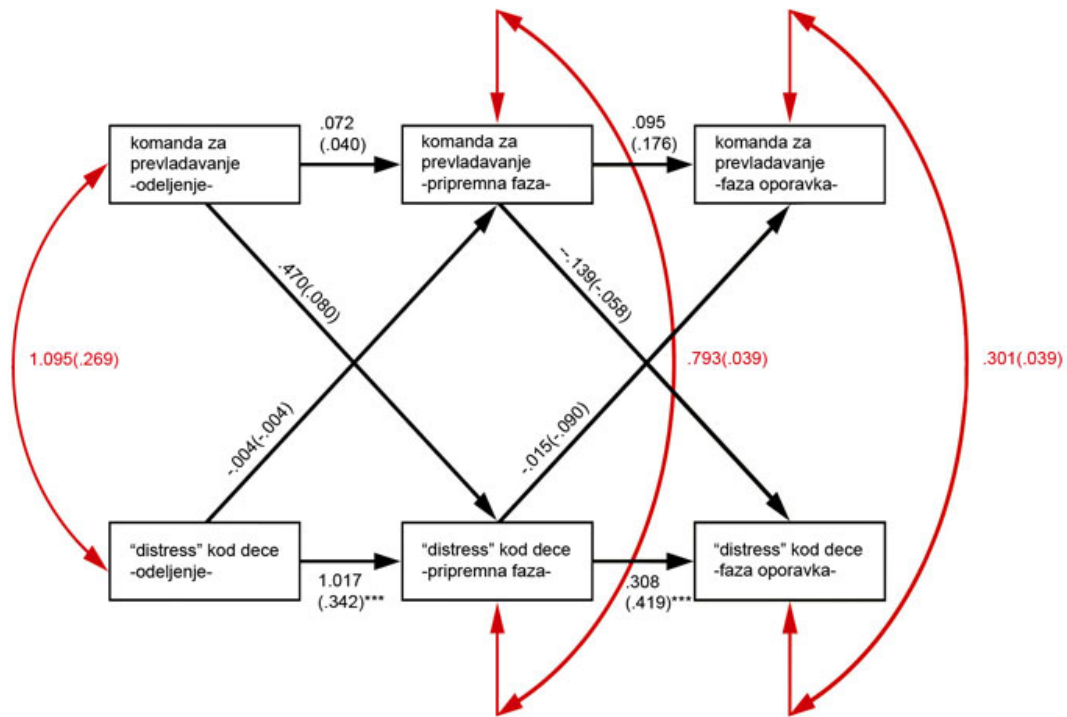 .072
(.040)
.095
(.176)
komanda za
prevladavanje
-odeljenje-
komanda za
prevladavanje
-pripremna faza-
komanda za
prevladavanje
-faza oporavka-
.470(.080)
--.139(-.058)
1.095(.269)
.793(.039)
.301(.039)
-.004(-.004)
-.015(-.090)
“distress” kod dece
-odeljenje-
“distress” kod dece
-pripremna faza-
“distress” kod dece
-faza oporavka-
1.017
(.342)***
.308
(.419)***